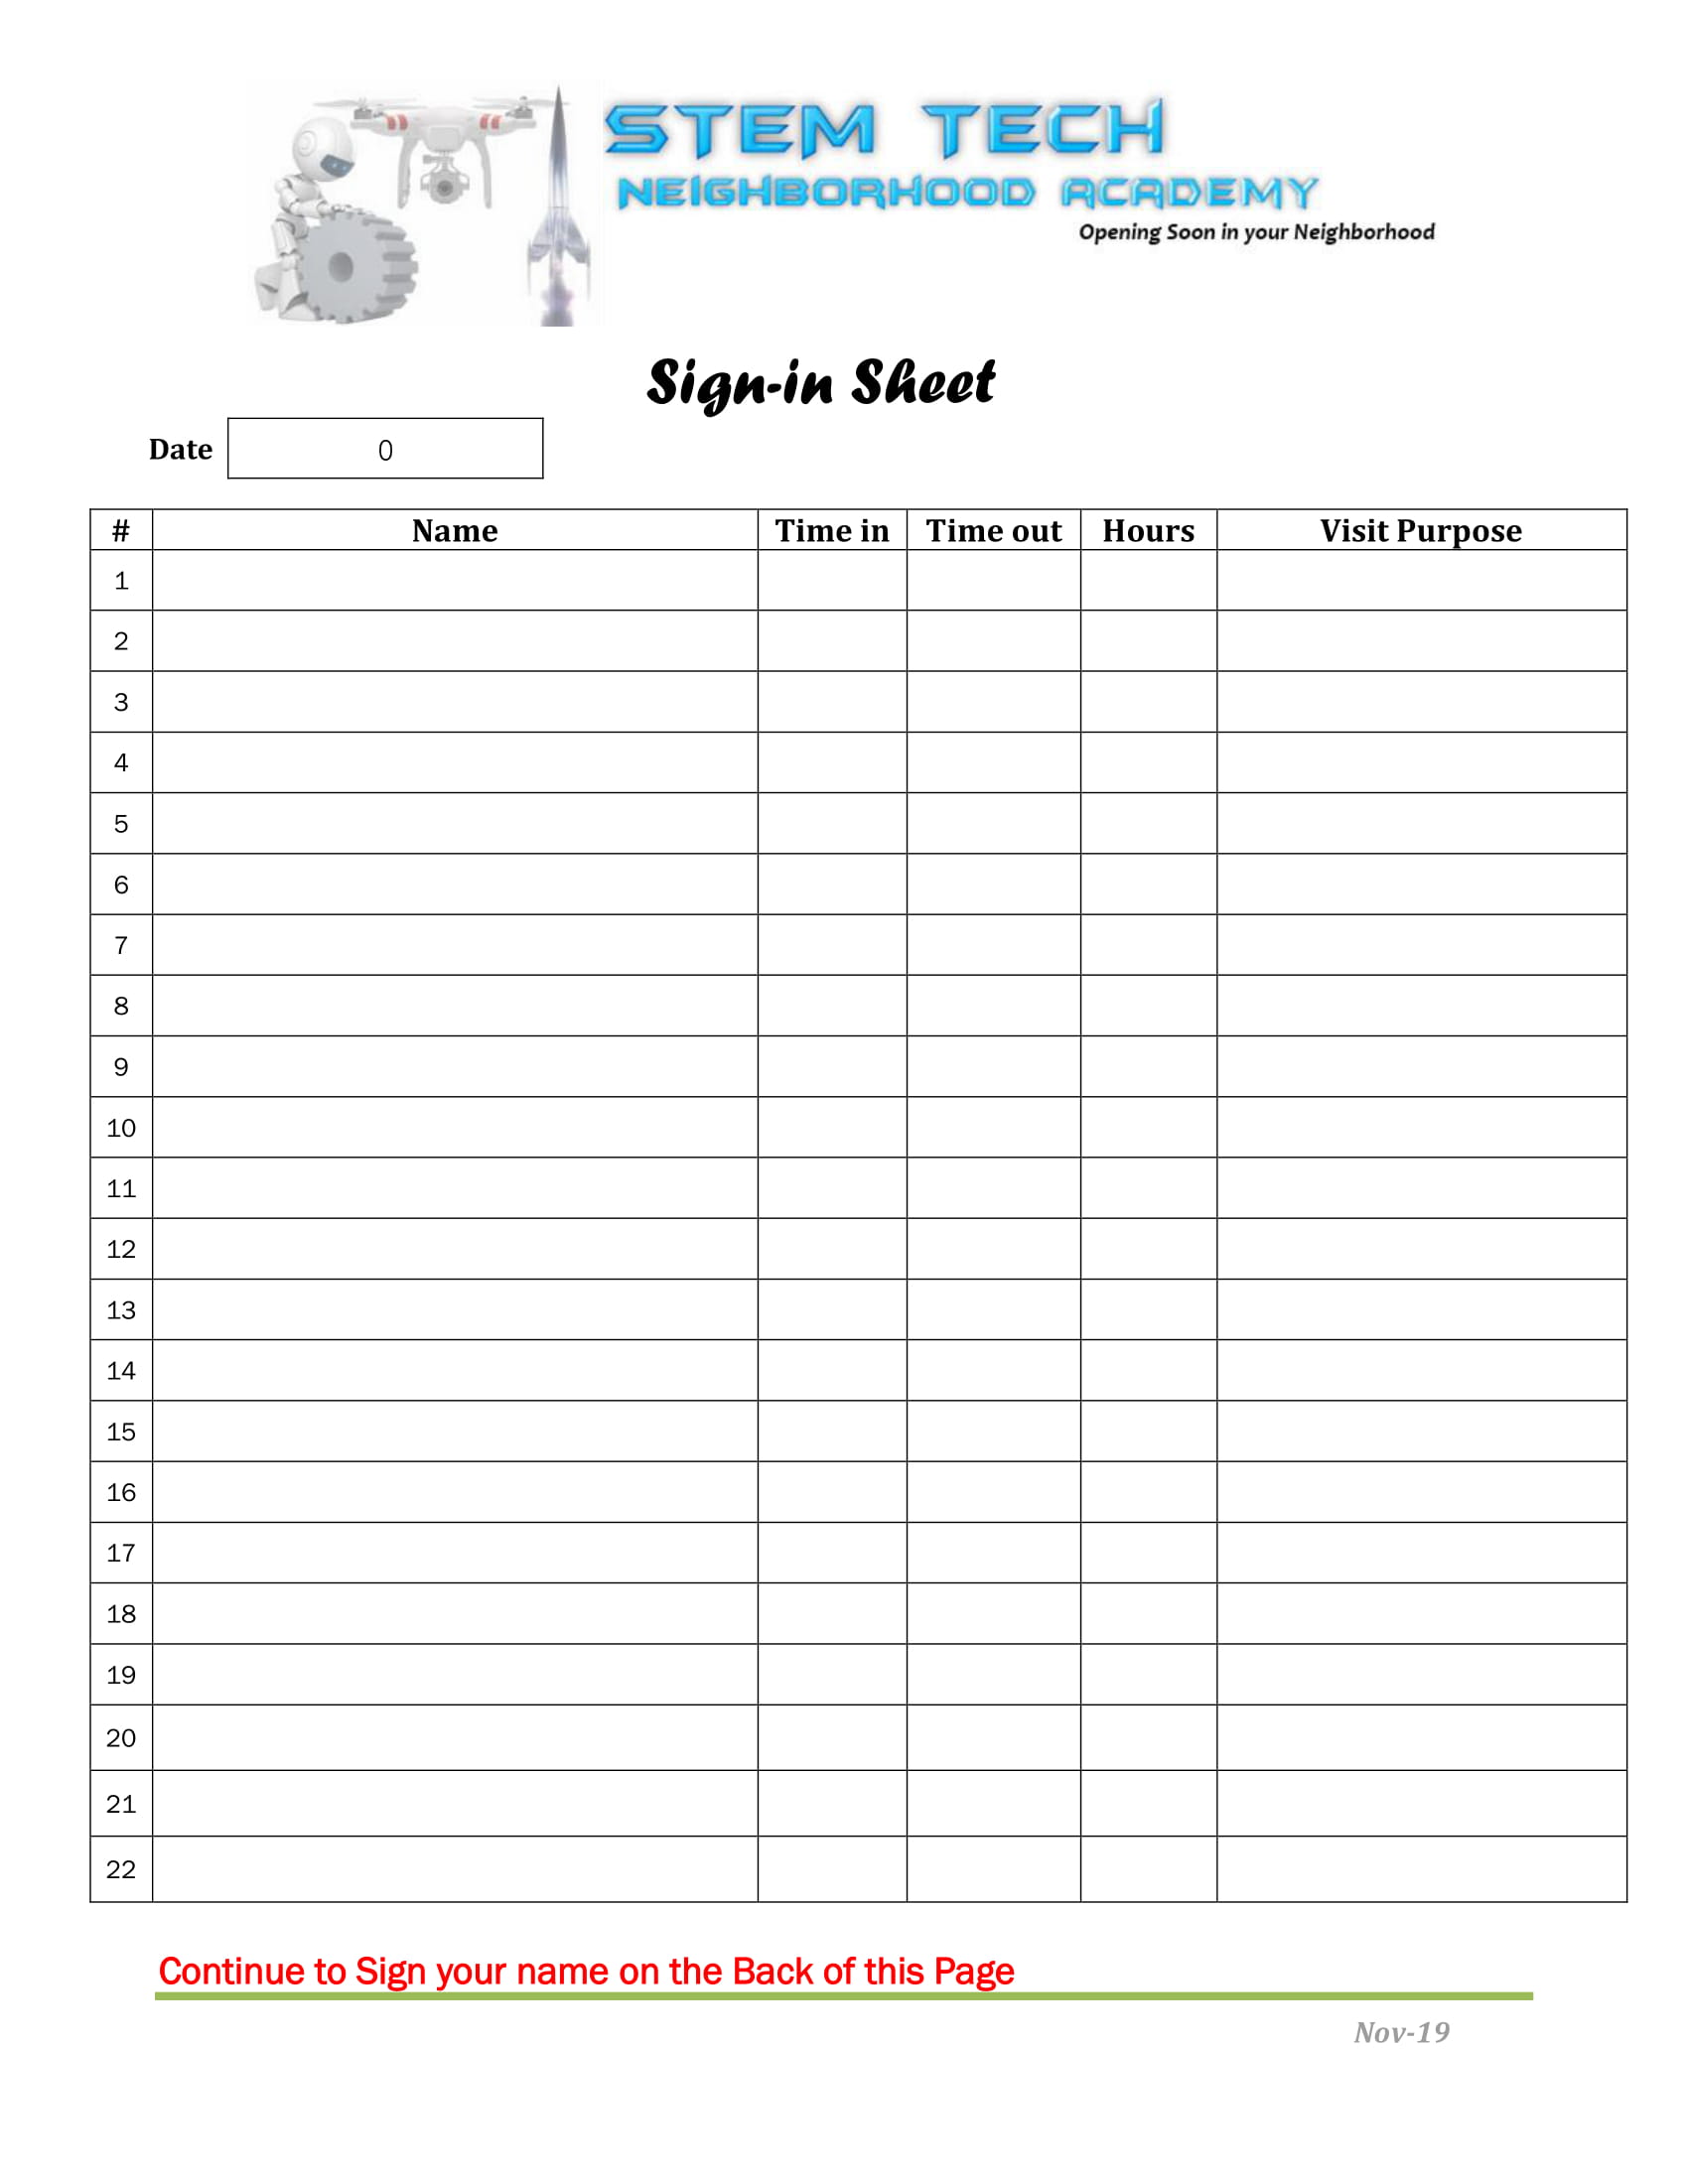 STEM TECH
NEIGHBORHOOD ACADEMY
Opening Soon in your Neighborhood
Sign-in Sheet
Date 0
# Name Time in Time out Hours Visit Purpose
1
2
3
4
5
6
7
8
9
10
11
12
13
14
15
16
17
18
19
20
21
22
Continue to Sign your name on the Back of this Page
Nov-19